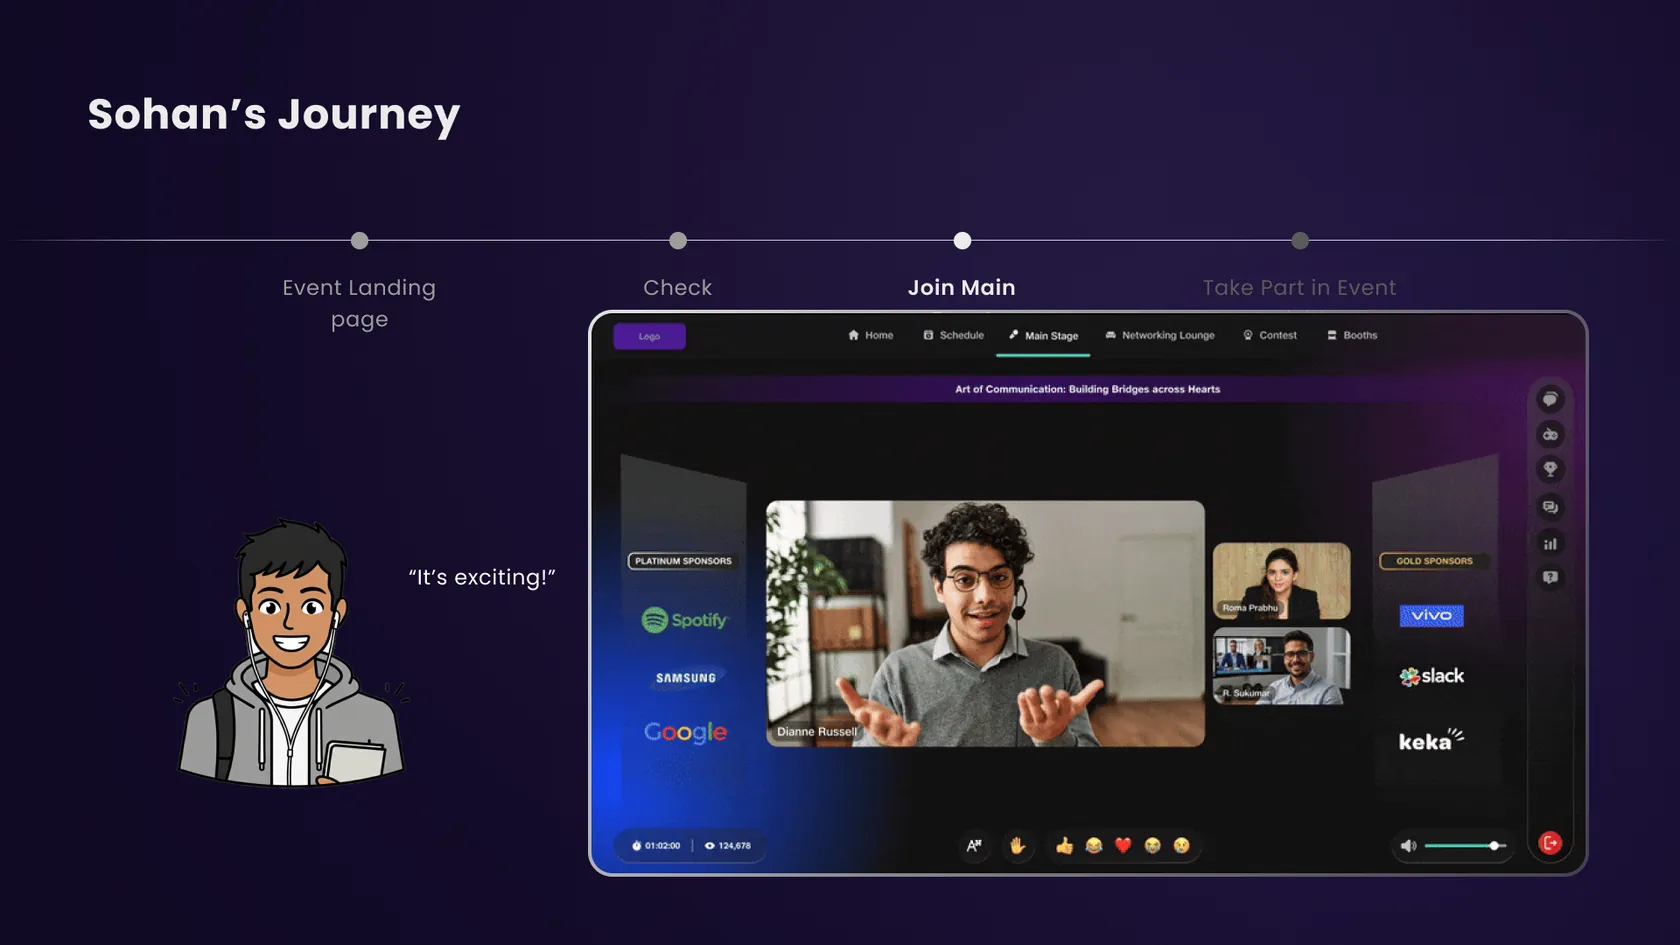 Sohan’s Journey
Event Landing
page
Check
Join Main
Take Part in Event
Logo
Home
Schedule
Main Stage
Networking Lounge
Contest
Booths
Art of Communication: Building Bridges across Hearts
PLATINUM SPONSORS
Spotify
SAMSUNG
Google
“It’s exciting!”
Dianne Russell
Roma Prabhu
R. Sukumar
GOLD SPONSORS
vivo
slack
keka
01:02:00
124,678